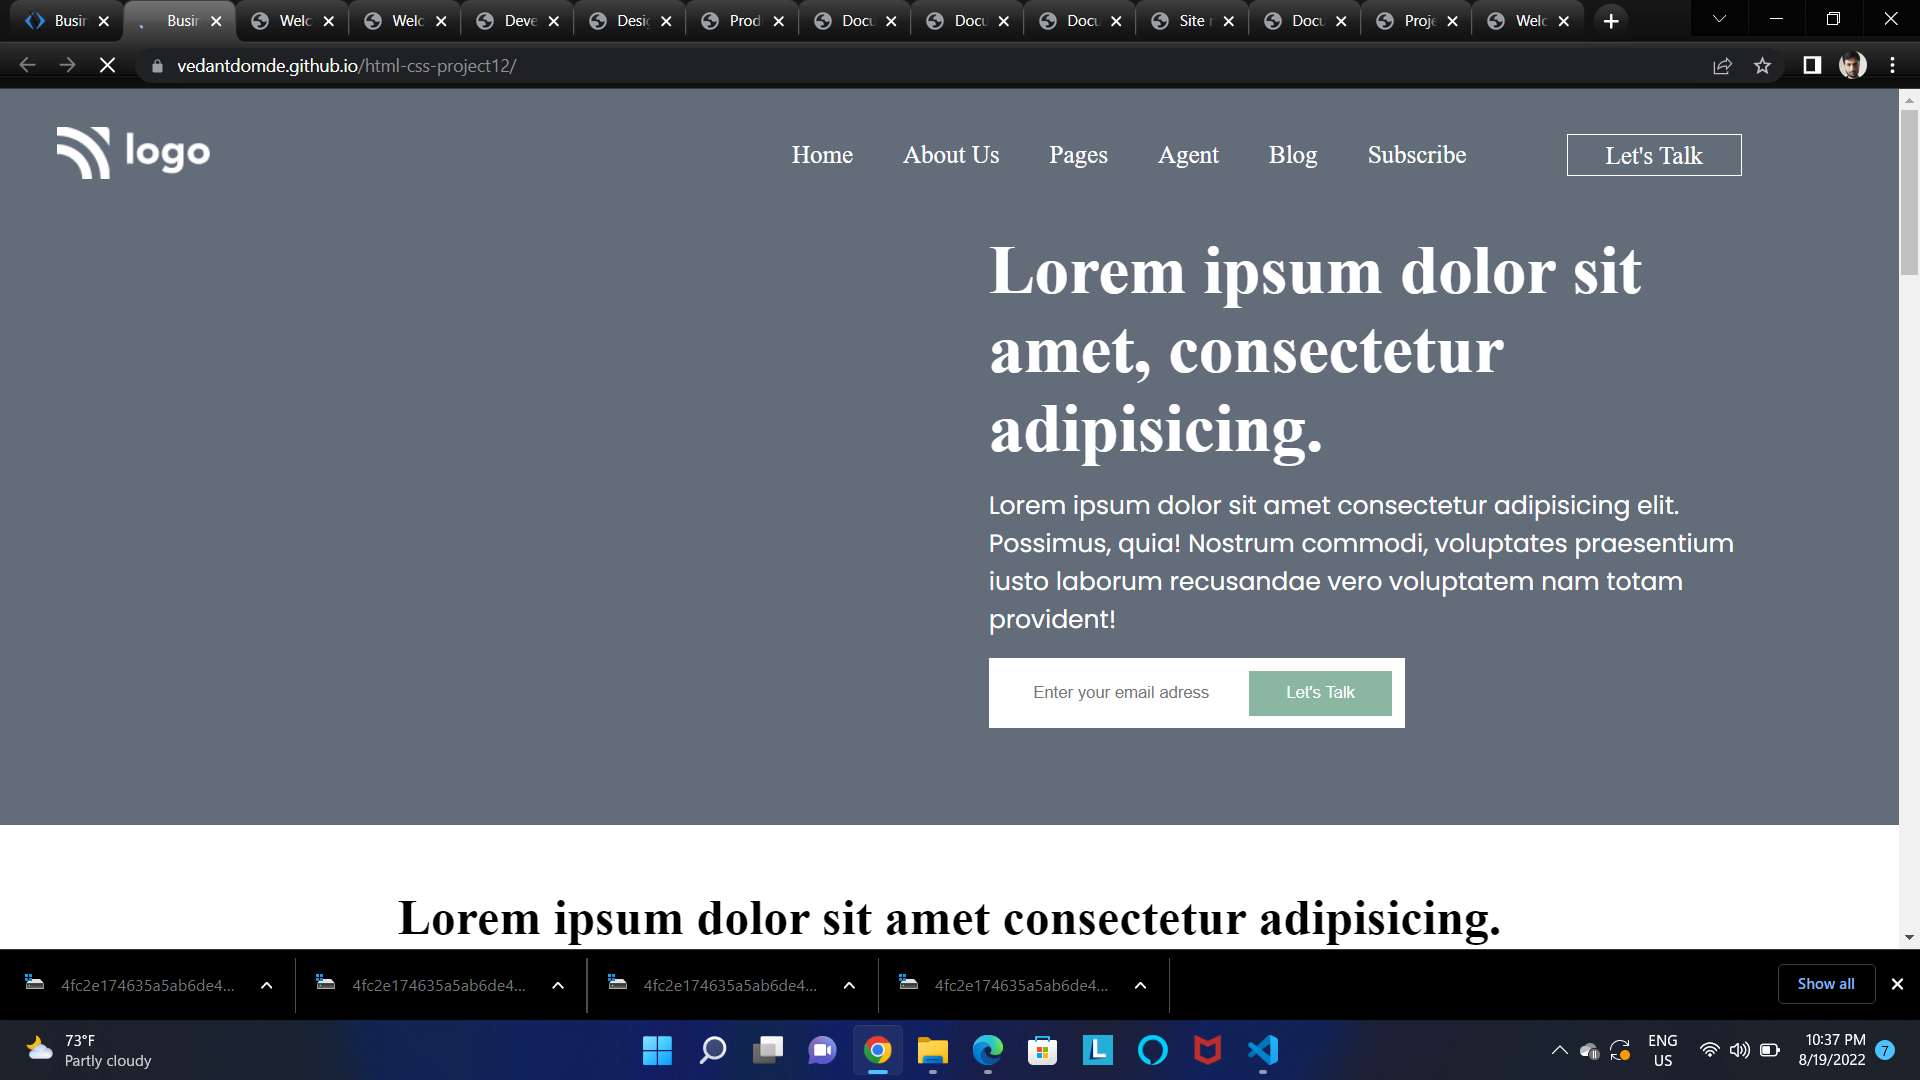 Busin
Busin
Welc
Welc
Deve
Desig
Prod
Docu
Docu
Docu
Site r
Docu
Proje
Welc
vedantdomde.github.io/html-css-project12/
logo
Home
About Us
Pages
Agent
Blog
Subscribe
Let's Talk
Lorem ipsum dolor sit
amet, consectetur
adipisicing.
Lorem ipsum dolor sit amet consectetur adipisicing elit.
Possimus, quia! Nostrum commodi, voluptates praesentium
iusto laborum recusandae vero voluptatem nam totam
provident!
Enter your email adress
Let's Talk
Lorem ipsum dolor sit amet consectetur adipisicing.
4fc2e174635a5ab6de4...
4fc2e174635a5ab6de4...
4fc2e174635a5ab6de4...
4fc2e174635a5ab6de4...
Show all
73°F
Partly cloudy
L
ENG
US
10:37 PM
8/19/2022
7